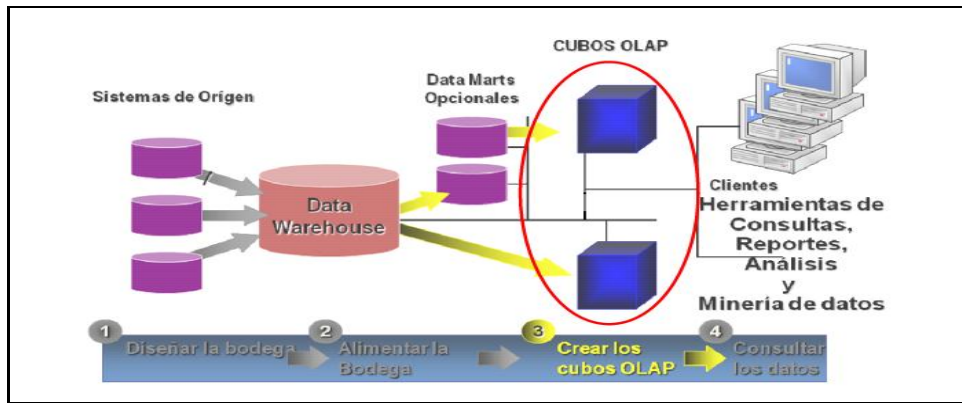 CUBOS OLAP
Data Marts
Opcionales
Sistemas de Orígen
Data
Warehouse
Clientes
Herramientas de
Consultas,
Reportes,
Análisis
y
Minería de datos
1
Diseñar la bodega
2
Alimentar la
Bodega
3
Crear los
cubos OLAP
4
Consultar
los datos